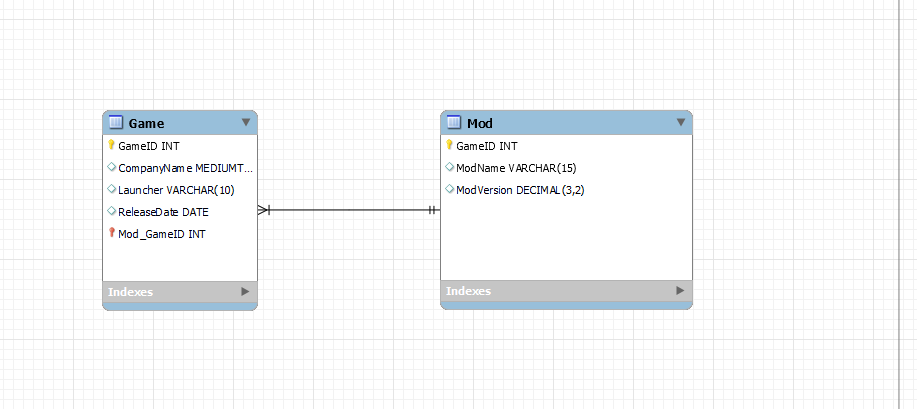 Game
GameID INT
CompanyName MEDIUMT...
Launcher VARCHAR(10)
ReleaseDate DATE
Mod_GameID INT
Indexes
Mod
GameID INT
ModName VARCHAR(15)
ModVersion DECIMAL(3,2)
Indexes